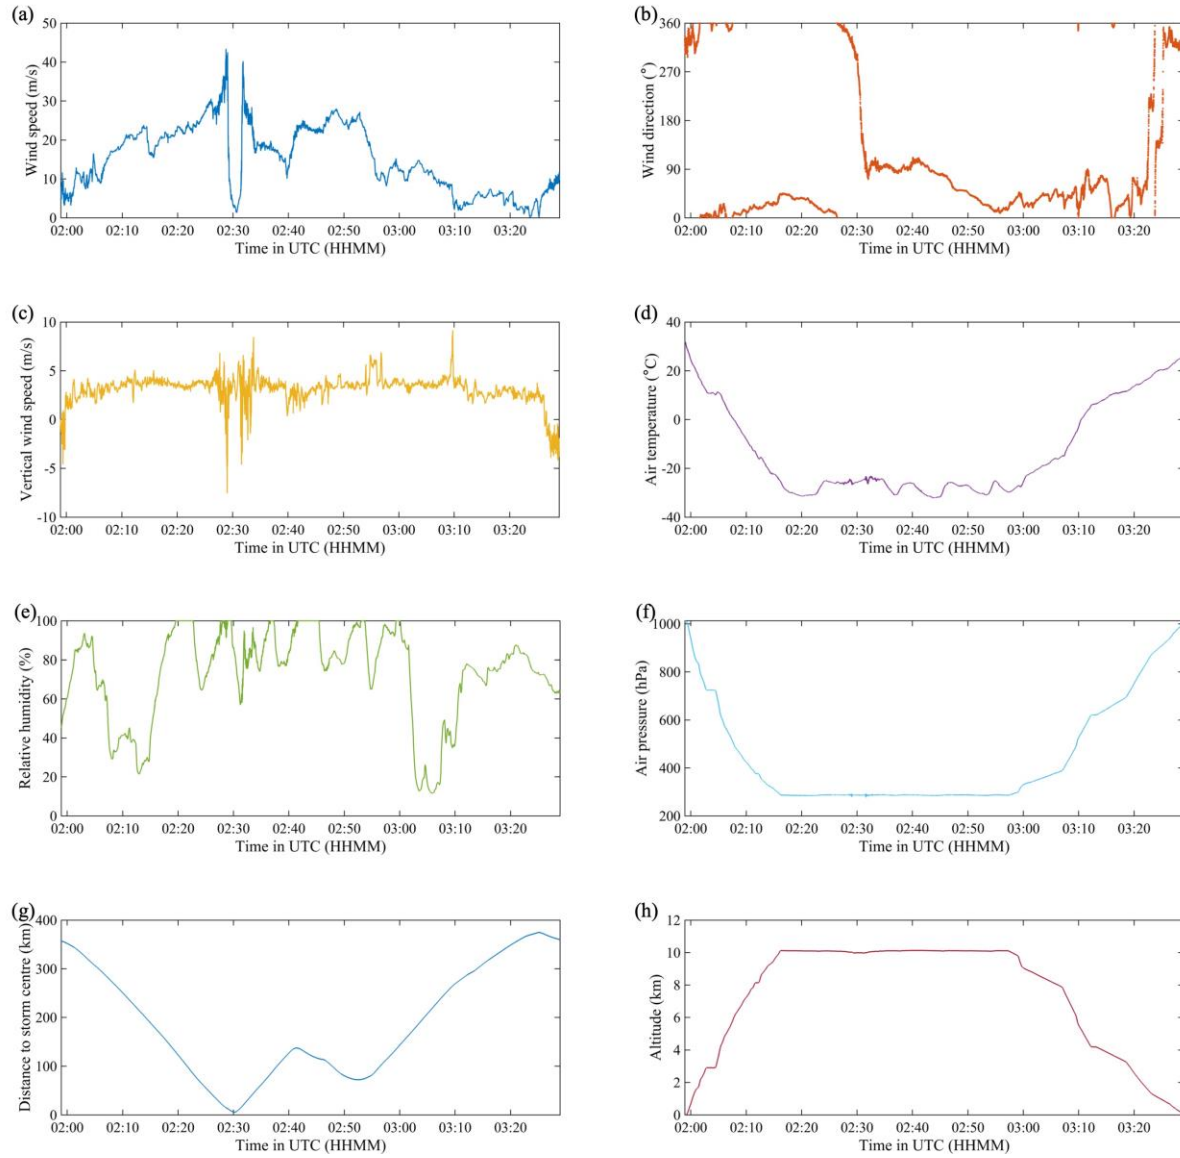 (a)
50
40
30
20
10
0
Wind speed (m/s)
02:00 02:10 02:20 02:30 02:40 02:50 03:00 03:10 03:20
Time in UTC (HHMM)
(b)
360
270
180
90
0
Wind direction (°)
02:00 02:10 02:20 02:30 02:40 02:50 03:00 03:10 03:20
Time in UTC (HHMM)
(c)
10
5
0
-5
-10
Vertical wind speed (m/s)
02:00 02:10 02:20 02:30 02:40 02:50 03:00 03:10 03:20
Time in UTC (HHMM)
(d)
40
20
0
-20
-40
Air temperature (°C)
02:00 02:10 02:20 02:30 02:40 02:50 03:00 03:10 03:20
Time in UTC (HHMM)
(e)
100
80
60
40
20
0
Relative humidity (%)
02:00 02:10 02:20 02:30 02:40 02:50 03:00 03:10 03:20
Time in UTC (HHMM)
(f)
1000
800
600
400
200
Air pressure (hPa)
02:00 02:10 02:20 02:30 02:40 02:50 03:00 03:10 03:20
Time in UTC (HHMM)
(g)
400
300
200
100
0
Distance to storm centre (km)
02:00 02:10 02:20 02:30 02:40 02:50 03:00 03:10 03:20
Time in UTC (HHMM)
(h)
12
10
8
6
4
2
0
Altitude (km)
02:00 02:10 02:20 02:30 02:40 02:50 03:00 03:10 03:20
Time in UTC (HHMM)